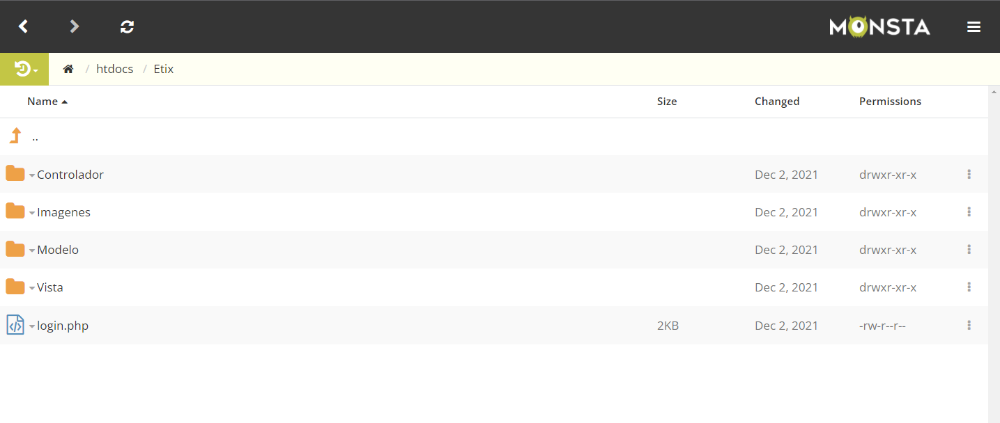 MONSTA
/ htdocs / Etix
Name Size Changed Permissions
..
Controlador Dec 2, 2021 drwxr-xr-x
Imagenes Dec 2, 2021 drwxr-xr-x
Modelo Dec 2, 2021 drwxr-xr-x
Vista Dec 2, 2021 drwxr-xr-x
login.php 2KB Dec 2, 2021 -rw-r--r--